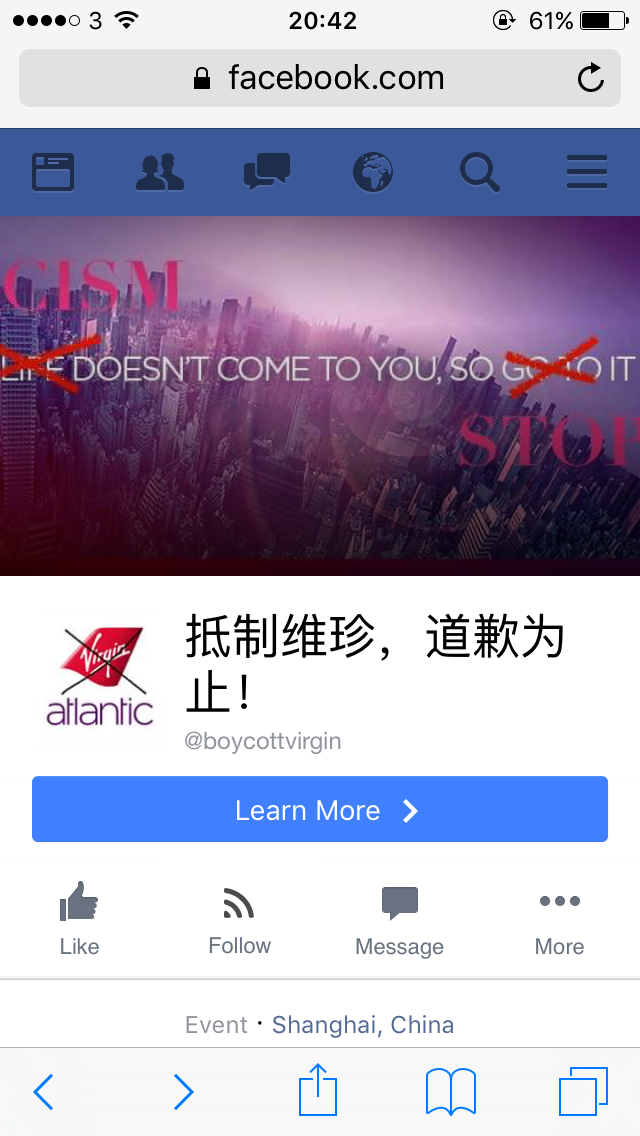 3 20:42 61%
facebook.com
CISM
LIFE DOESN'T COME TO YOU, SO GO TO IT
STOP
Virgin
atlantic
抵制维珍，道歉为
止！
@boycottvirgin
Learn More
Like Follow Message More
Event · Shanghai, China